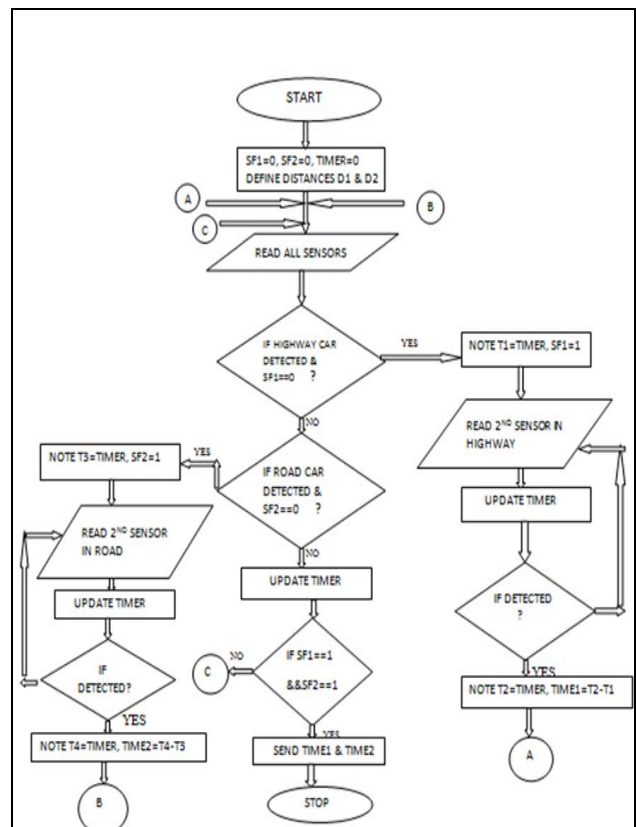 START
SF1=0, SF2=0, TIMER=0
DEFINE DISTANCES D1 & D2
A
B
C
READ ALL SENSORS
IF HIGHWAY CAR
DETECTED &
SF1==0 ?
YES
NO
NOTE T1=TIMER, SF1=1
READ 2ND SENSOR IN
HIGHWAY
UPDATE TIMER
IF DETECTED
?
YES
NOTE T2=TIMER, TIME1=T2-T1
A
IF ROAD CAR
DETECTED &
SF2==0 ?
YES
NO
NOTE T3=TIMER, SF2=1
READ 2ND SENSOR
IN ROAD
UPDATE TIMER
IF
DETECTED?
YES
NOTE T4=TIMER, TIME2=T4-T3
B
UPDATE TIMER
IF SF1==1
&&SF2==1
NO
C
YES
SEND TIME1 & TIME2
STOP